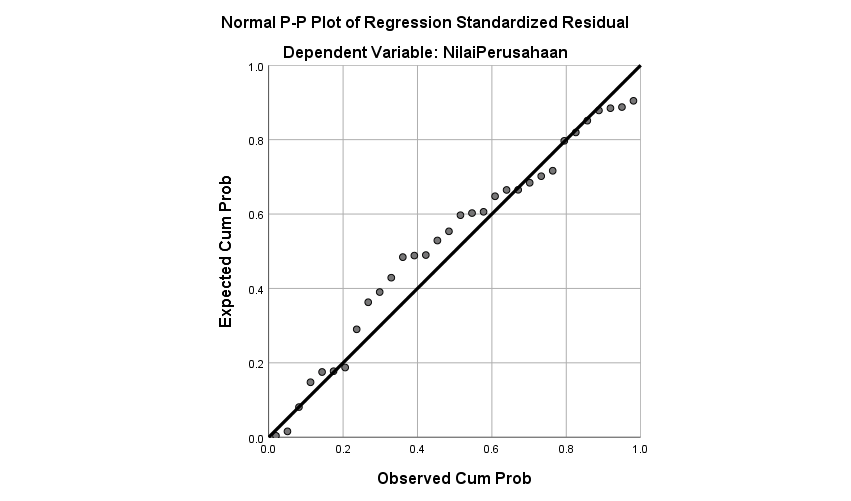 Normal P-P Plot of Regression Standardized Residual
Dependent Variable: NilaiPerusahaan
Expected Cum Prob
1.0
0.8
0.6
0.4
0.2
0.0
0.0 0.2 0.4 0.6 0.8 1.0
Observed Cum Prob